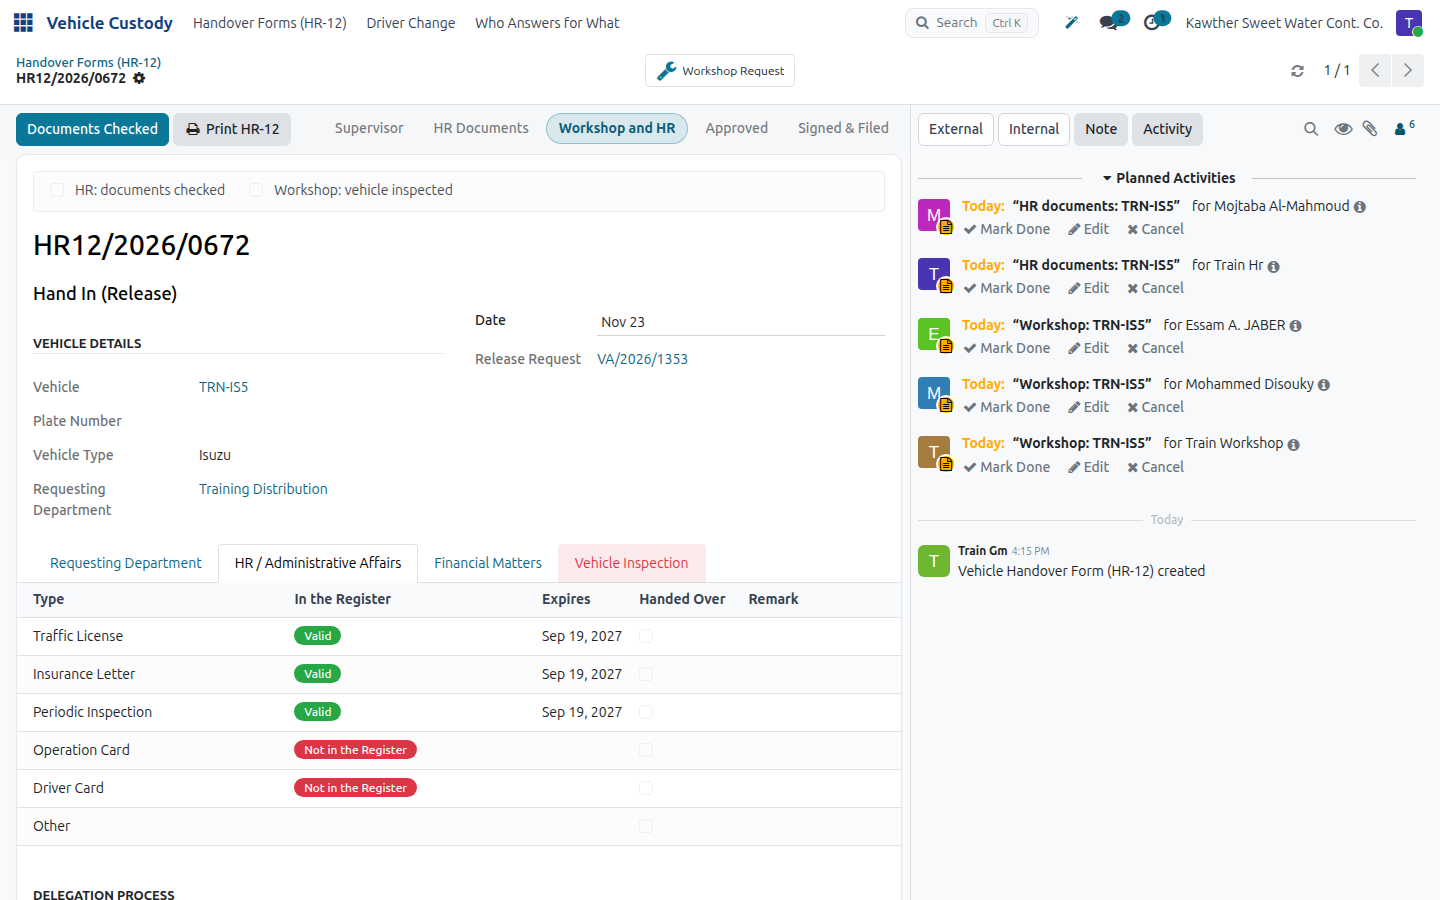 Vehicle Custody
Handover Forms (HR-12)
Driver Change
Who Answers for What
Search
Ctrl K
2
Kawther Sweet Water Cont. Co.
T
Handover Forms (HR-12)
HR12/2026/0672
Workshop Request
1 / 1
Documents Checked
Print HR-12
Supervisor
HR Documents
Workshop and HR
Approved
Signed & Filed
External
Internal
Note
Activity
6
HR: documents checked
Workshop: vehicle inspected
HR12/2026/0672
Hand In (Release)
Date
Nov 23
Release Request
VA/2026/1353
VEHICLE DETAILS
Vehicle
TRN-IS5
Plate Number
Vehicle Type
Isuzu
Requesting Department
Training Distribution
Requesting Department
HR / Administrative Affairs
Financial Matters
Vehicle Inspection
Type
In the Register
Expires
Handed Over
Remark
Traffic License
Valid
Sep 19, 2027
Insurance Letter
Valid
Sep 19, 2027
Periodic Inspection
Valid
Sep 19, 2027
Operation Card
Not in the Register
Driver Card
Not in the Register
Other
DELEGATION PROCESS
Planned Activities
M
Today: “HR documents: TRN-IS5” for Mojtaba Al-Mahmoud
Mark Done Edit Cancel
T
Today: “HR documents: TRN-IS5” for Train Hr
Mark Done Edit Cancel
E
Today: “Workshop: TRN-IS5” for Essam A. JABER
Mark Done Edit Cancel
M
Today: “Workshop: TRN-IS5” for Mohammed Disouky
Mark Done Edit Cancel
T
Today: “Workshop: TRN-IS5” for Train Workshop
Mark Done Edit Cancel
Today
T
Train Gm 4:15 PM
Vehicle Handover Form (HR-12) created